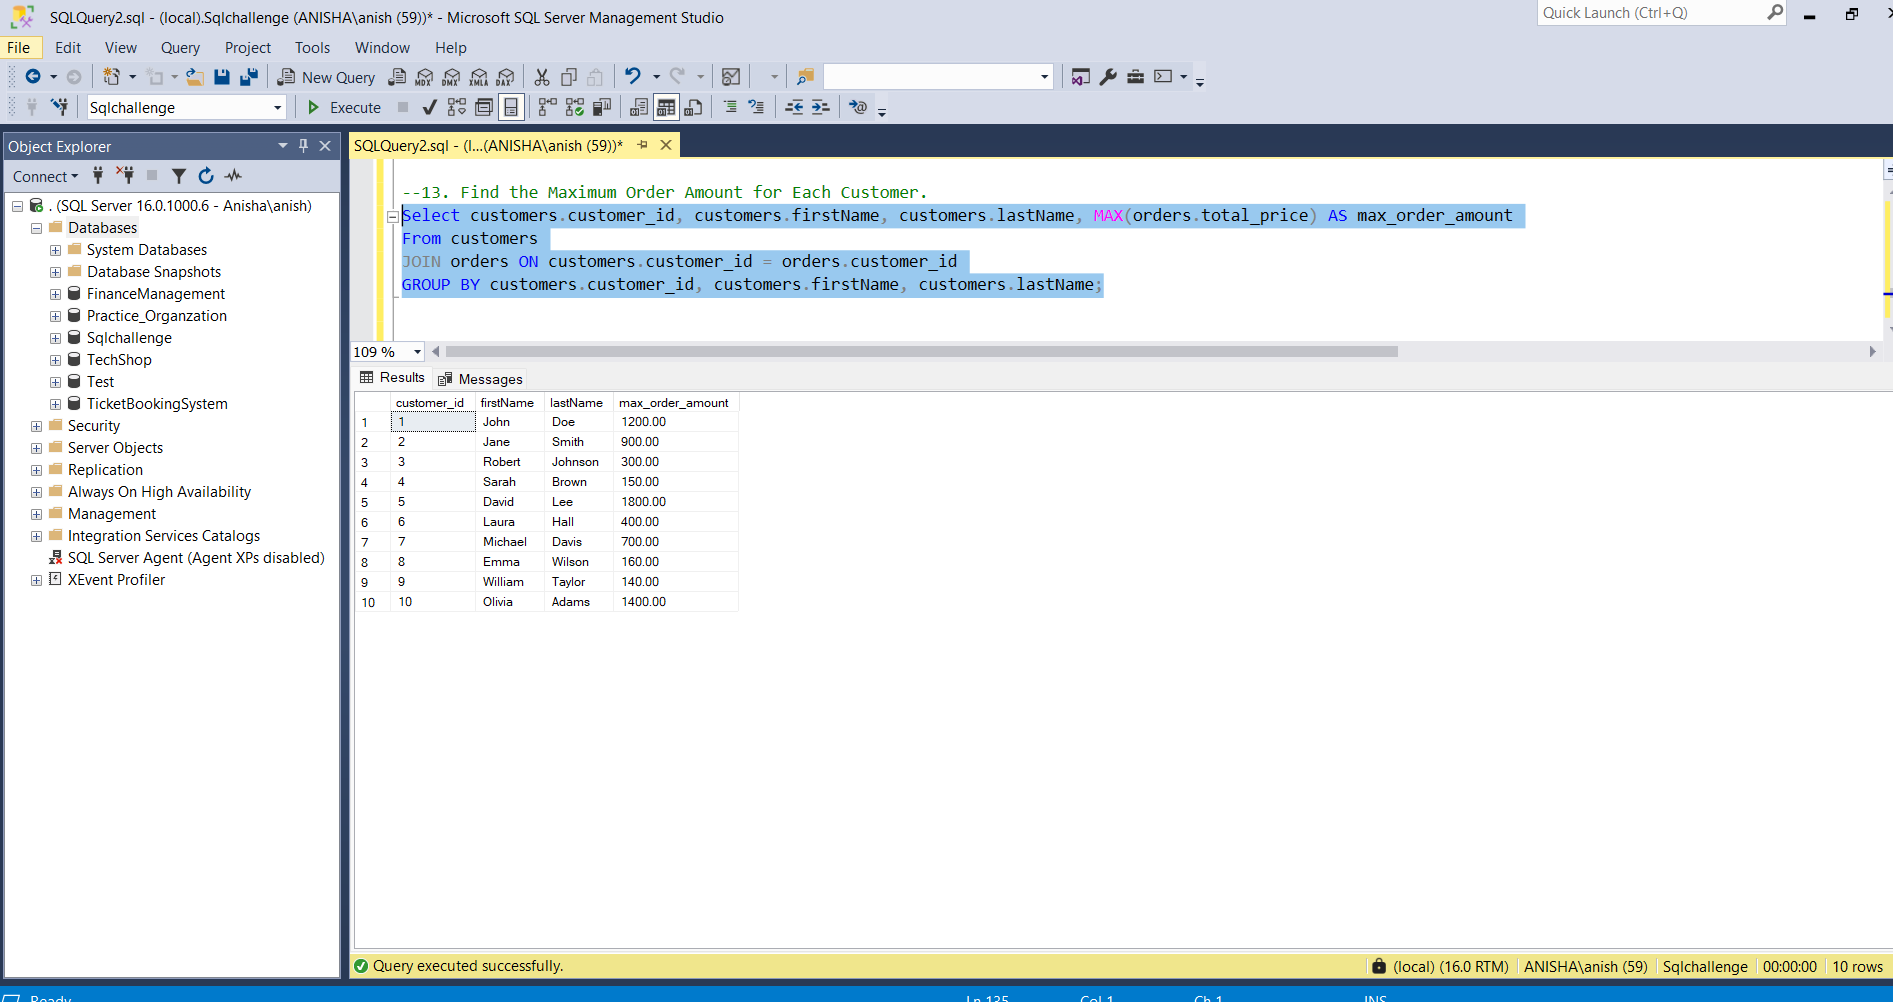 SQLQuery2.sql - (local).Sqlchallenge (ANISHA\anish (59))* - Microsoft SQL Server Management Studio
Quick Launch (Ctrl+Q)
File Edit View Query Project Tools Window Help
New Query MDX DMX XMLA DAX
Sqlchallenge Execute
Object Explorer
Connect
. (SQL Server 16.0.1000.6 - Anisha\anish)
Databases
System Databases
Database Snapshots
FinanceManagement
Practice_Organzation
Sqlchallenge
TechShop
Test
TicketBookingSystem
Security
Server Objects
Replication
Always On High Availability
Management
Integration Services Catalogs
SQL Server Agent (Agent XPs disabled)
XEvent Profiler
SQLQuery2.sql - (l...(ANISHA\anish (59))*
--13. Find the Maximum Order Amount for Each Customer.
Select customers.customer_id, customers.firstName, customers.lastName, MAX(orders.total_price) AS max_order_amount
From customers
JOIN orders ON customers.customer_id = orders.customer_id
GROUP BY customers.customer_id, customers.firstName, customers.lastName;
109 %
Results Messages
customer_id firstName lastName max_order_amount
1 1 John Doe 1200.00
2 2 Jane Smith 900.00
3 3 Robert Johnson 300.00
4 4 Sarah Brown 150.00
5 5 David Lee 1800.00
6 6 Laura Hall 400.00
7 7 Michael Davis 700.00
8 8 Emma Wilson 160.00
9 9 William Taylor 140.00
10 10 Olivia Adams 1400.00
Query executed successfully. (local) (16.0 RTM) ANISHA\anish (59) Sqlchallenge 00:00:00 10 rows
Ready Ln 135 Col 1 Ch 1 INS